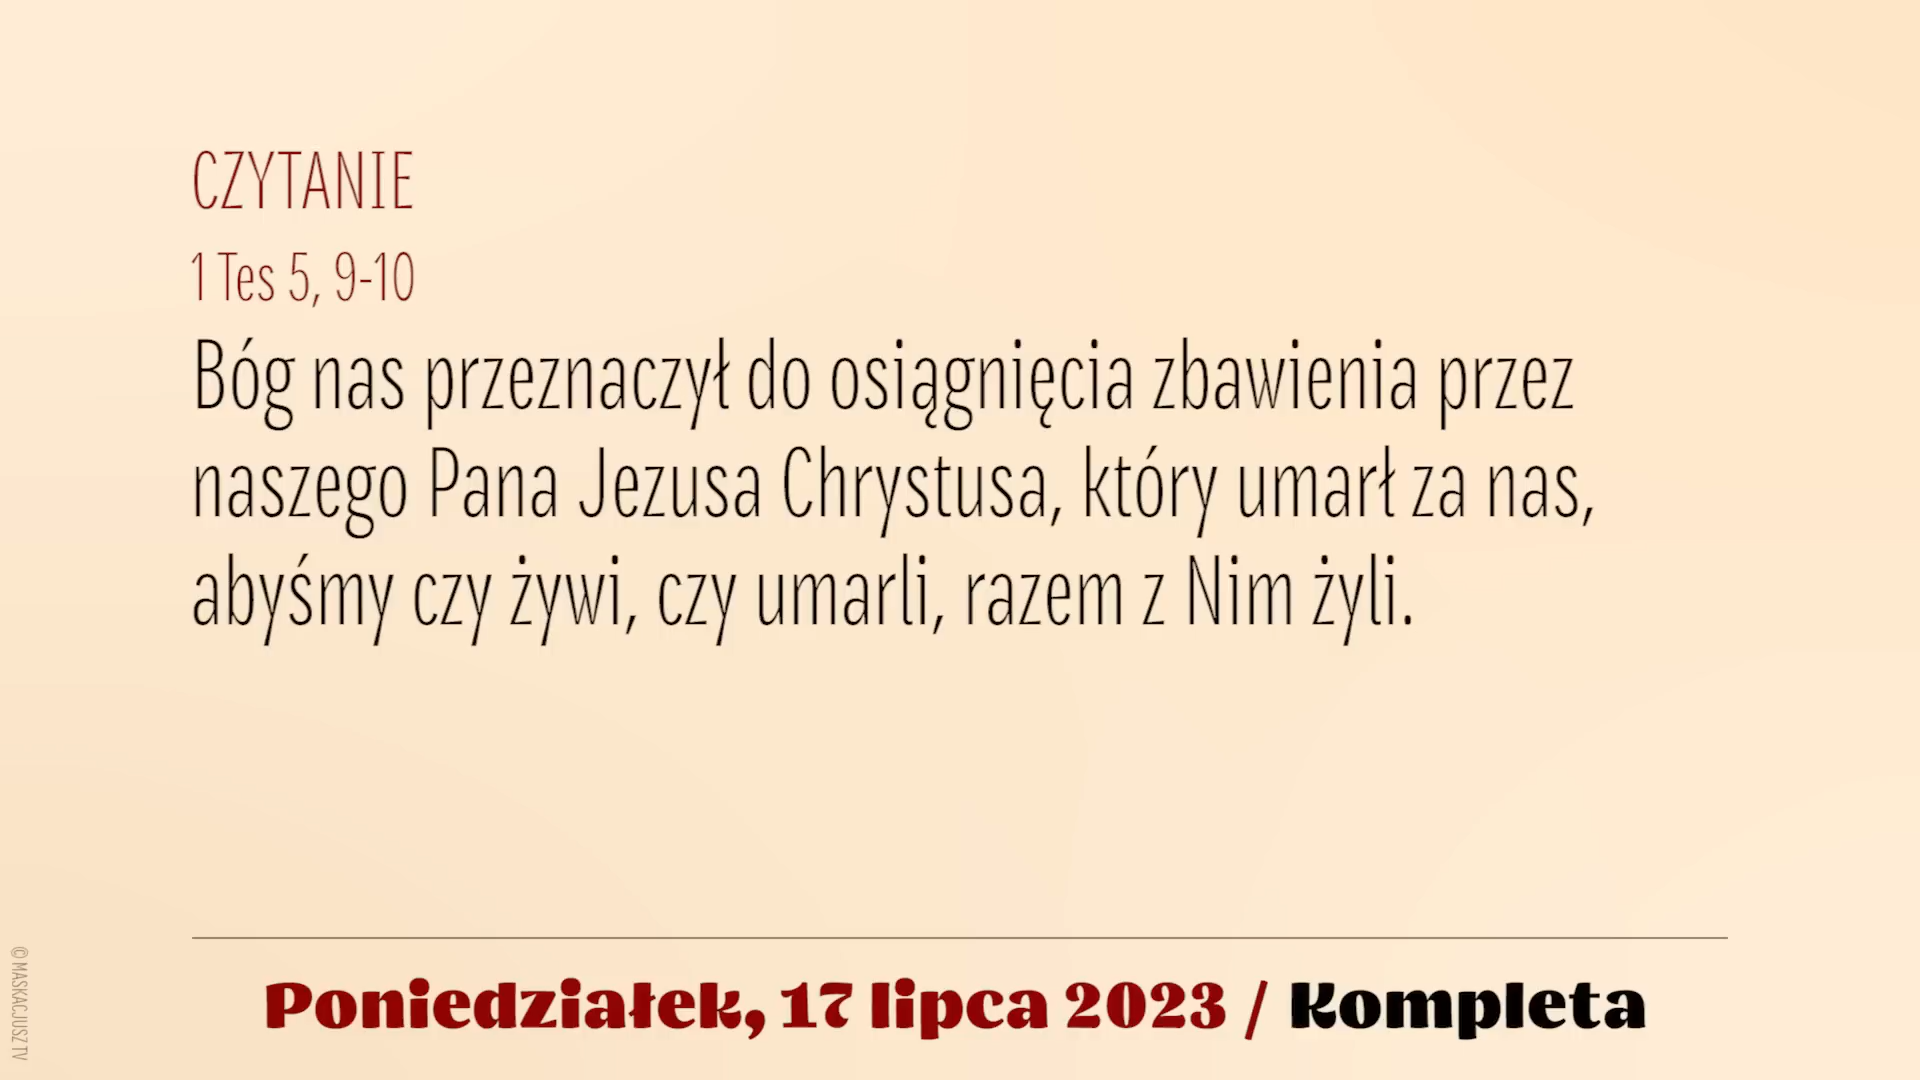 CZYTANIE
1 Tes 5, 9-10
Bóg nas przeznaczył do osiągnięcia zbawienia przez
naszego Pana Jezusa Chrystusa, który umarł za nas,
abyśmy czy żywi, czy umarli, razem z Nim żyli.
Poniedziałek, 17 lipca 2023 / Kompleta
© MASKACJUSZ TV